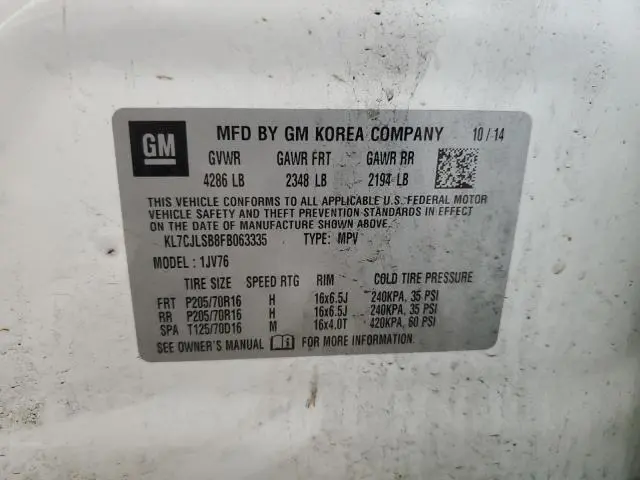 GM MFD BY GM KOREA COMPANY 10/14
GVWR GAWR FRT GAWR RR
4286 LB 2348 LB 2194 LB
THIS VEHICLE CONFORMS TO ALL APPLICABLE U.S. FEDERAL MOTOR
VEHICLE SAFETY AND THEFT PREVENTION STANDARDS IN EFFECT
ON THE DATE OF MANUFACTURE SHOWN ABOVE.
KL7CJLSB8FB063335 TYPE: MPV
MODEL: 1JV76
TIRE SIZE SPEED RTG RIM COLD TIRE PRESSURE
FRT P205/70R16 H 16x6.5J 240KPA, 35 PSI
RR P205/70R16 H 16x6.5J 240KPA, 35 PSI
SPA T125/70D16 M 16x4.0T 420KPA, 60 PSI
SEE OWNER'S MANUAL FOR MORE INFORMATION.